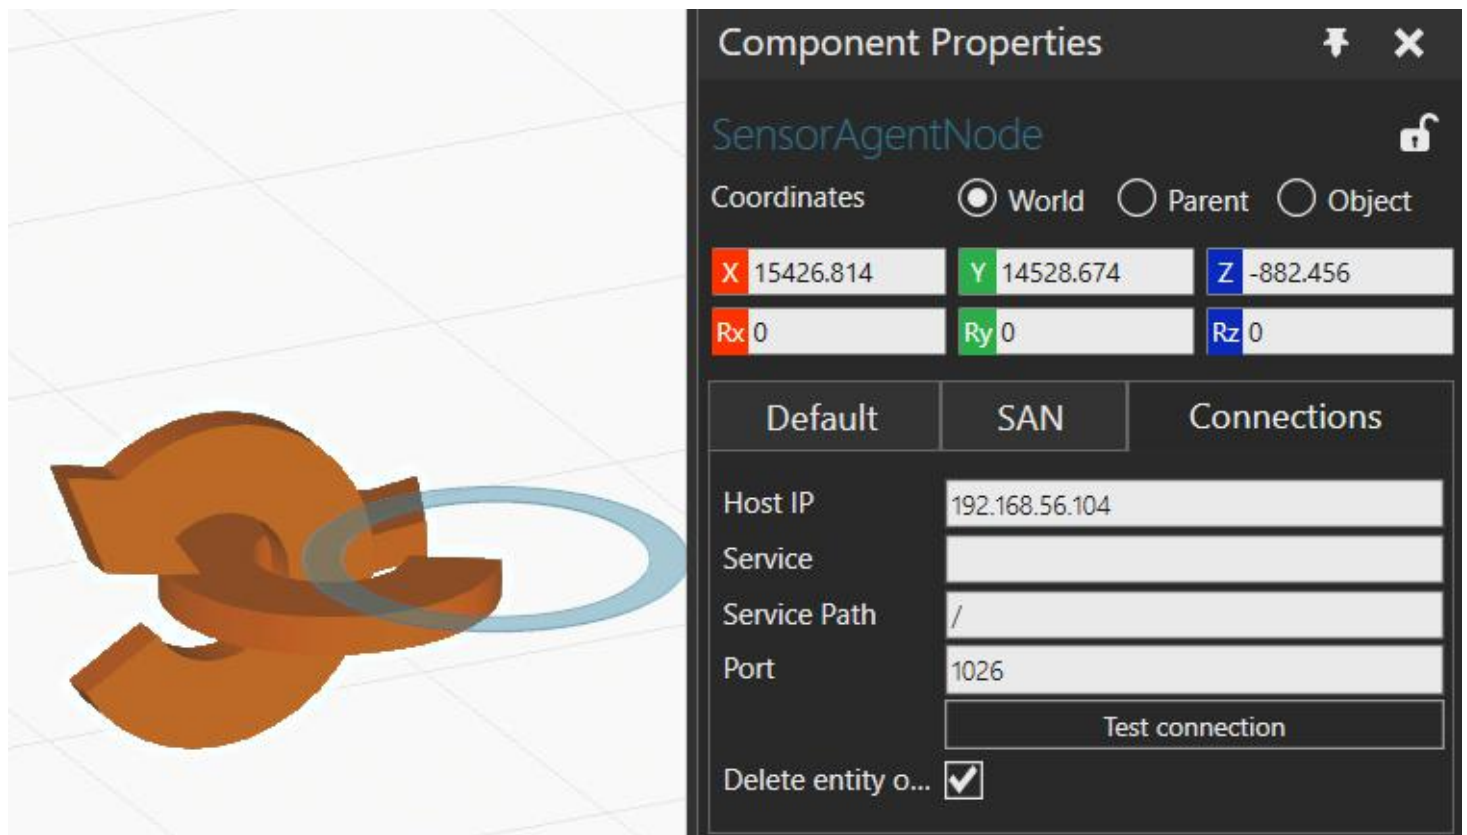 Component Properties
SensorAgentNode
Coordinates World Parent Object
X 15426.814 Y 14528.674 Z -882.456
Rx 0 Ry 0 Rz 0
Default SAN Connections
Host IP 192.168.56.104
Service
Service Path /
Port 1026
Test connection
Delete entity o...